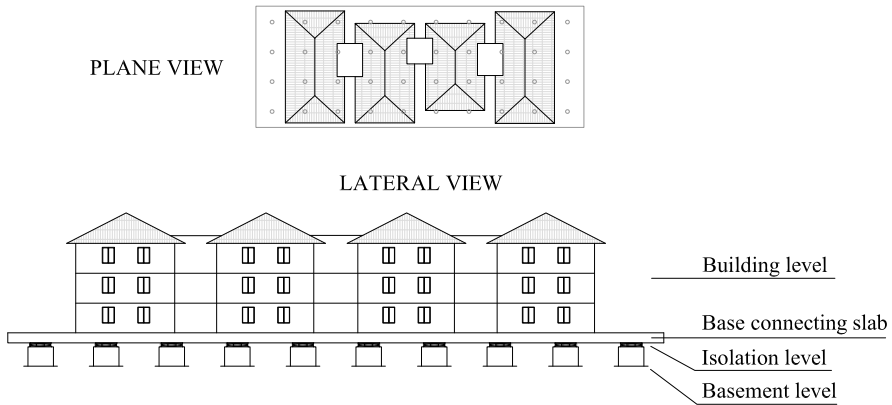 PLANE VIEW
LATERAL VIEW
Building level
Base connecting slab
Isolation level
Basement level